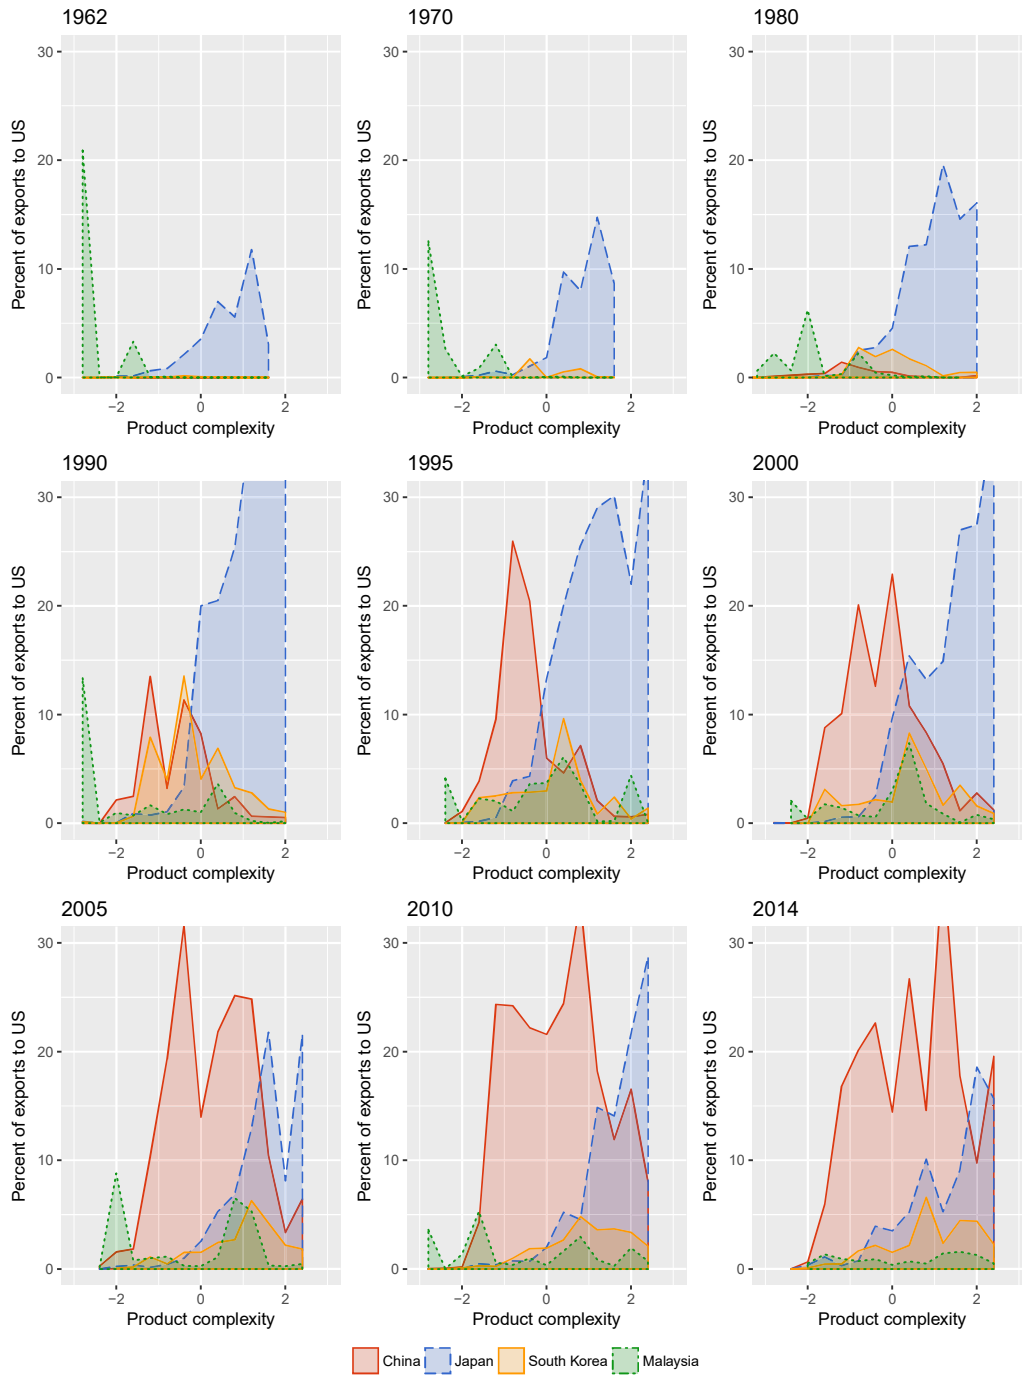 1962
1970
1980
30
20
10
0
Percent of exports to US
−2 0 2
Product complexity
30
20
10
0
Percent of exports to US
−2 0 2
Product complexity
30
20
10
0
Percent of exports to US
−2 0 2
Product complexity
1990
1995
2000
30
20
10
0
Percent of exports to US
−2 0 2
Product complexity
30
20
10
0
Percent of exports to US
−2 0 2
Product complexity
30
20
10
0
Percent of exports to US
−2 0 2
Product complexity
2005
2010
2014
30
20
10
0
Percent of exports to US
−2 0 2
Product complexity
30
20
10
0
Percent of exports to US
−2 0 2
Product complexity
30
20
10
0
Percent of exports to US
−2 0 2
Product complexity
China Japan South Korea Malaysia